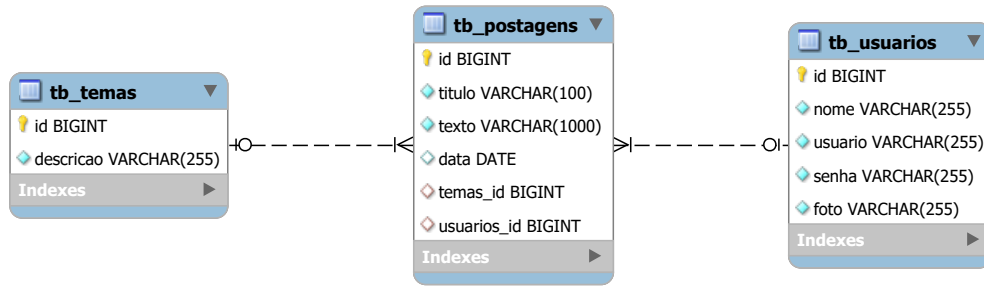 tb_temas
id BIGINT
descricao VARCHAR(255)
Indexes
tb_postagens
id BIGINT
titulo VARCHAR(100)
texto VARCHAR(1000)
data DATE
temas_id BIGINT
usuarios_id BIGINT
Indexes
tb_usuarios
id BIGINT
nome VARCHAR(255)
usuario VARCHAR(255)
senha VARCHAR(255)
foto VARCHAR(255)
Indexes